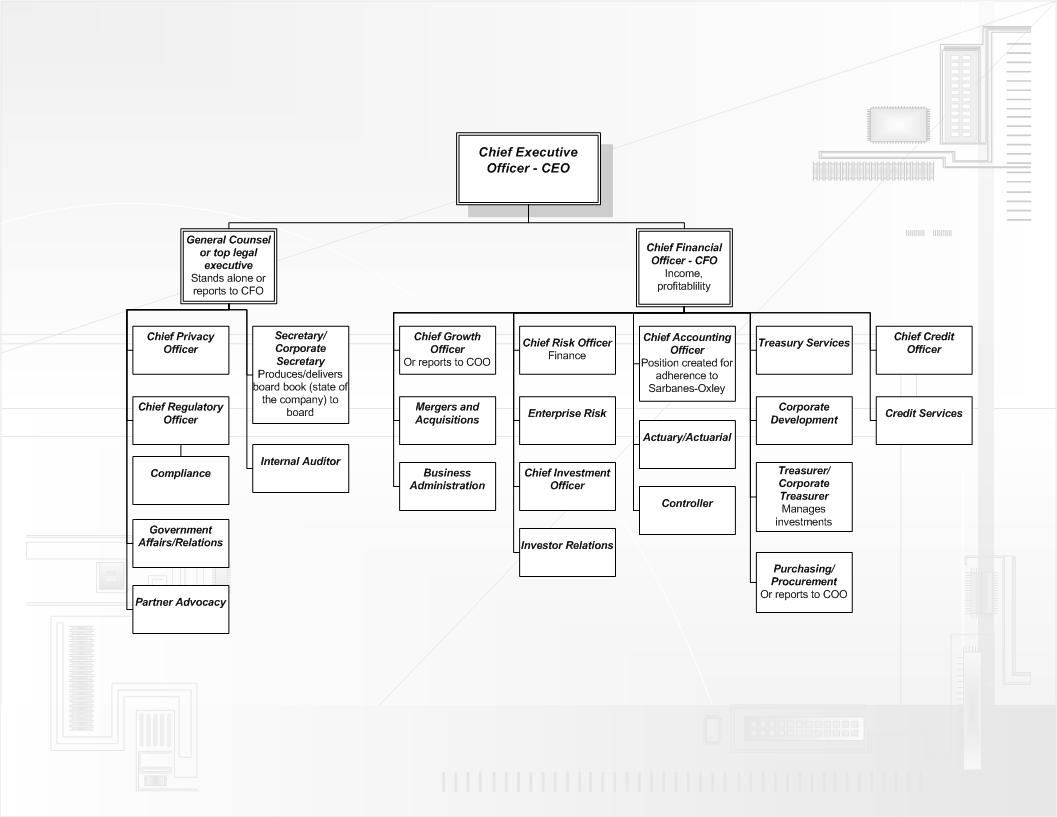 Chief Executive
Officer - CEO
General Counsel
or top legal
executive
Stands alone or
reports to CFO
Chief Financial
Officer - CFO
Income,
profitablility
Chief Privacy
Officer
Chief Regulatory
Officer
Compliance
Government
Affairs/Relations
Partner Advocacy
Secretary/
Corporate
Secretary
Produces/delivers
board book (state of
the company) to
board
Internal Auditor
Chief Growth
Officer
Or reports to COO
Mergers and
Acquisitions
Business
Administration
Chief Risk Officer
Finance
Enterprise Risk
Chief Investment
Officer
Investor Relations
Chief Accounting
Officer
Position created for
adherence to
Sarbanes-Oxley
Actuary/Actuarial
Controller
Treasury Services
Corporate
Development
Treasurer/
Corporate
Treasurer
Manages
investments
Purchasing/
Procurement
Or reports to COO
Chief Credit
Officer
Credit Services